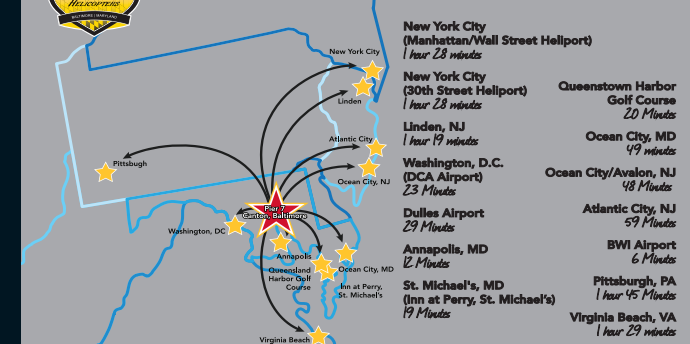 HELICOPTERS
BALTIMORE | MARYLAND
New York City
Linden
Atlantic City
Ocean City, NJ
Pittsbugh
Pier 7
Canton, Baltimore
Washington, DC
Annapolis
Queensland
Harbor Golf
Course
Ocean City, MD
Inn at Perry,
St. Michael's
Virginia Beach
New York City
(Manhattan/Wall Street Heliport)
1 hour 28 minutes
New York City
(30th Street Heliport)
1 hour 28 minutes
Linden, NJ
1 hour 19 minutes
Washington, D.C.
(DCA Airport)
23 Minutes
Dulles Airport
29 Minutes
Annapolis, MD
12 Minutes
St. Michael's, MD
(Inn at Perry, St. Michael's)
19 Minutes
Queenstown Harbor
Golf Course
20 Minutes
Ocean City, MD
49 minutes
Ocean City/Avalon, NJ
48 Minutes
Atlantic City, NJ
59 Minutes
BWI Airport
6 Minutes
Pittsburgh, PA
1 hour 45 Minutes
Virginia Beach, VA
1 hour 29 minutes